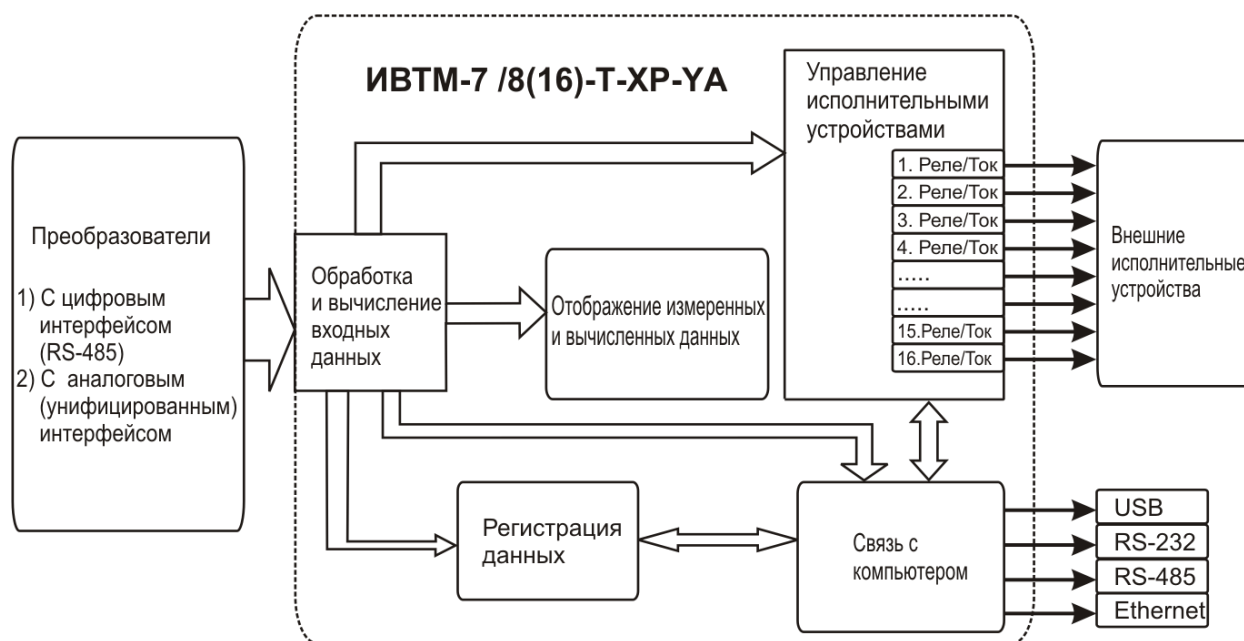 ИВТМ-7 /8(16)-Т-ХР-YA
Преобразователи
1) С цифровым
интерфейсом
(RS-485)
2) С аналоговым
(унифицированным)
интерфейсом
Обработка
и вычисление
входных
данных
Отображение измеренных
и вычисленных данных
Управление
исполнительными
устройствами
1. Реле/Ток
2. Реле/Ток
3. Реле/Ток
4. Реле/Ток
.....
.....
15.Реле/Ток
16.Реле/Ток
Внешние
исполнительные
устройства
Регистрация
данных
Связь с
компьютером
USB
RS-232
RS-485
Ethernet